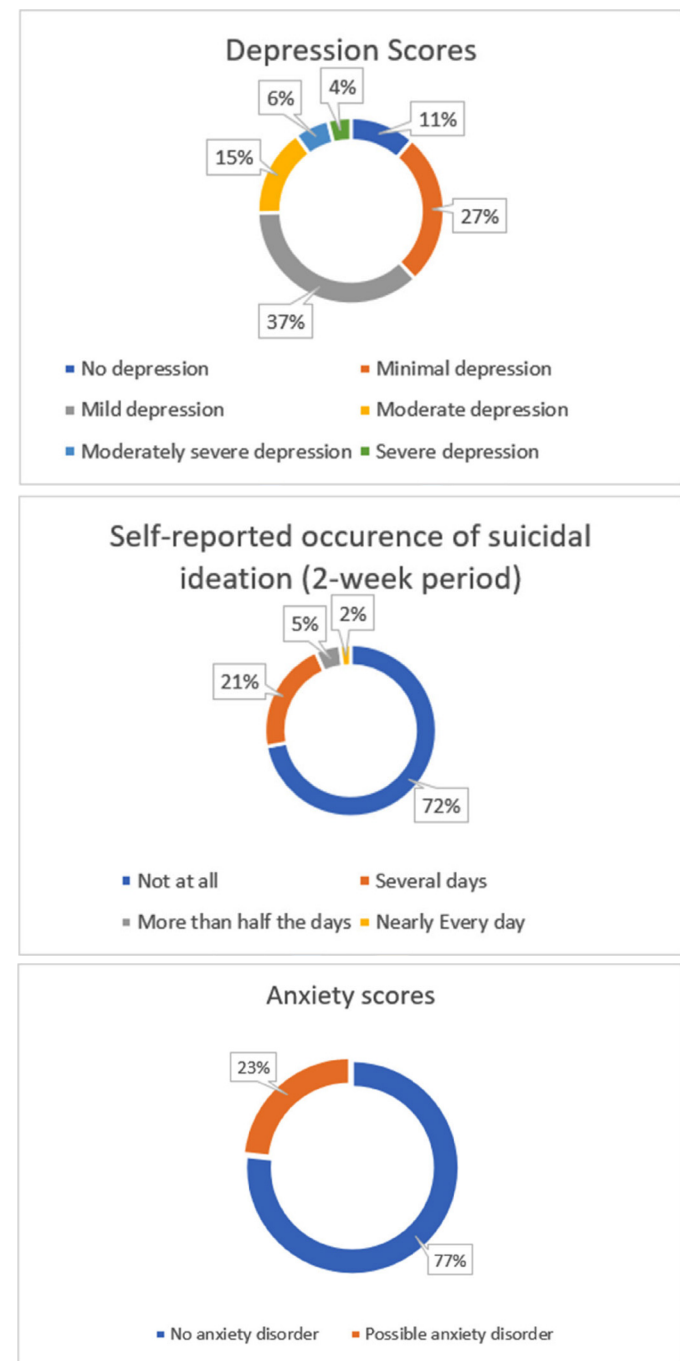 Depression Scores
6%
4%
11%
15%
27%
37%
No depression
Minimal depression
Mild depression
Moderate depression
Moderately severe depression
Severe depression
Self-reported occurence of suicidal
ideation (2-week period)
5%
2%
21%
72%
Not at all
Several days
More than half the days
Nearly Every day
Anxiety scores
23%
77%
No anxiety disorder
Possible anxiety disorder